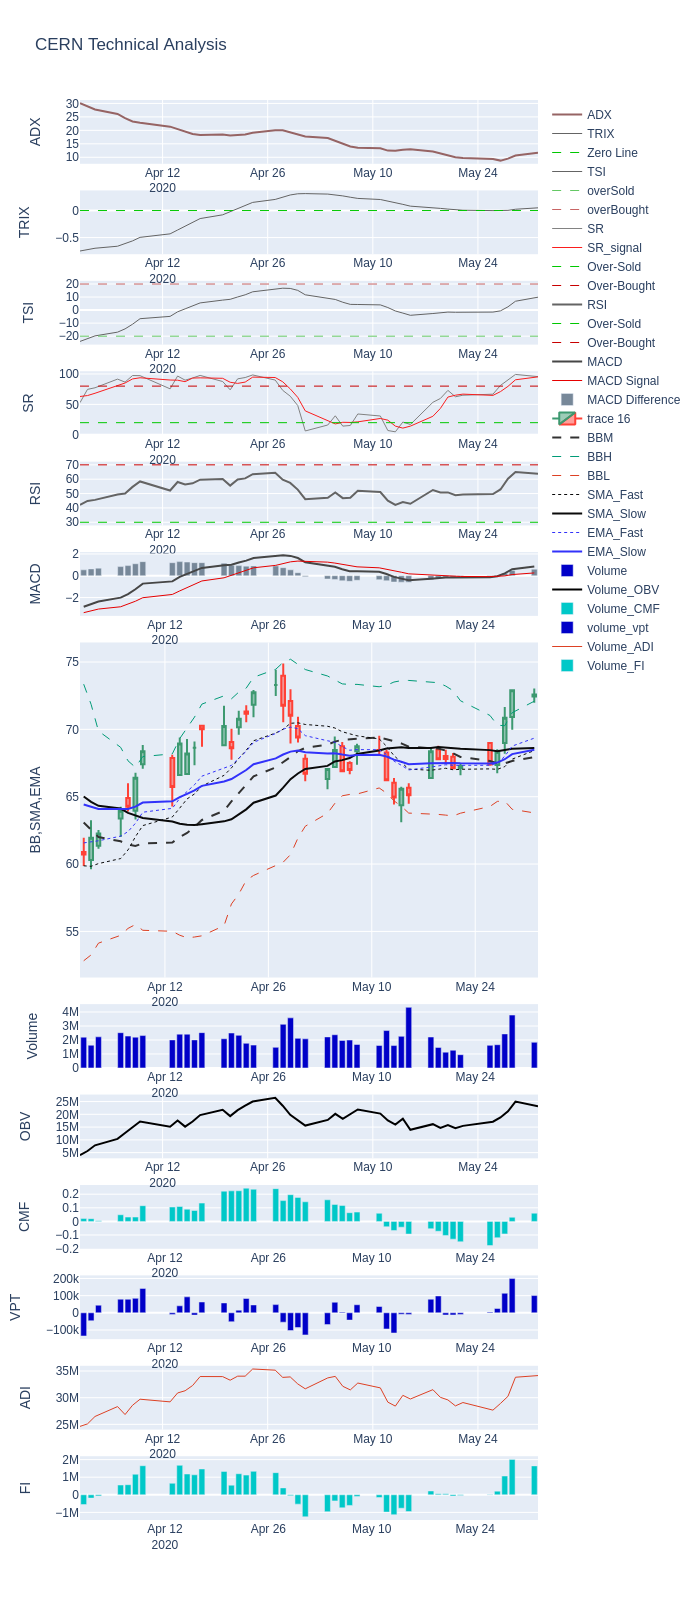 CERN Technical Analysis
ADX
30
25
20
15
10
Apr 12
2020
Apr 26
May 10
May 24
TRIX
0
−0.5
Apr 12
2020
Apr 26
May 10
May 24
TSI
20
10
0
−10
−20
Apr 12
2020
Apr 26
May 10
May 24
SR
100
50
0
Apr 12
2020
Apr 26
May 10
May 24
RSI
70
60
50
40
30
Apr 12
2020
Apr 26
May 10
May 24
MACD
2
0
−2
Apr 12
2020
Apr 26
May 10
May 24
BB,SMA,EMA
75
70
65
60
55
Apr 12
2020
Apr 26
May 10
May 24
Volume
4M
3M
2M
1M
0
Apr 12
2020
Apr 26
May 10
May 24
OBV
25M
20M
15M
10M
5M
Apr 12
2020
Apr 26
May 10
May 24
CMF
0.2
0.1
0
−0.1
−0.2
Apr 12
2020
Apr 26
May 10
May 24
VPT
200k
100k
0
−100k
Apr 12
2020
Apr 26
May 10
May 24
ADI
35M
30M
25M
Apr 12
2020
Apr 26
May 10
May 24
FI
2M
1M
0
−1M
Apr 12
2020
Apr 26
May 10
May 24
ADX
TRIX
Zero Line
TSI
overSold
overBought
SR
SR_signal
Over-Sold
Over-Bought
RSI
Over-Sold
Over-Bought
MACD
MACD Signal
MACD Difference
trace 16
BBM
BBH
BBL
SMA_Fast
SMA_Slow
EMA_Fast
EMA_Slow
Volume
Volume_OBV
Volume_CMF
volume_vpt
Volume_ADI
Volume_FI